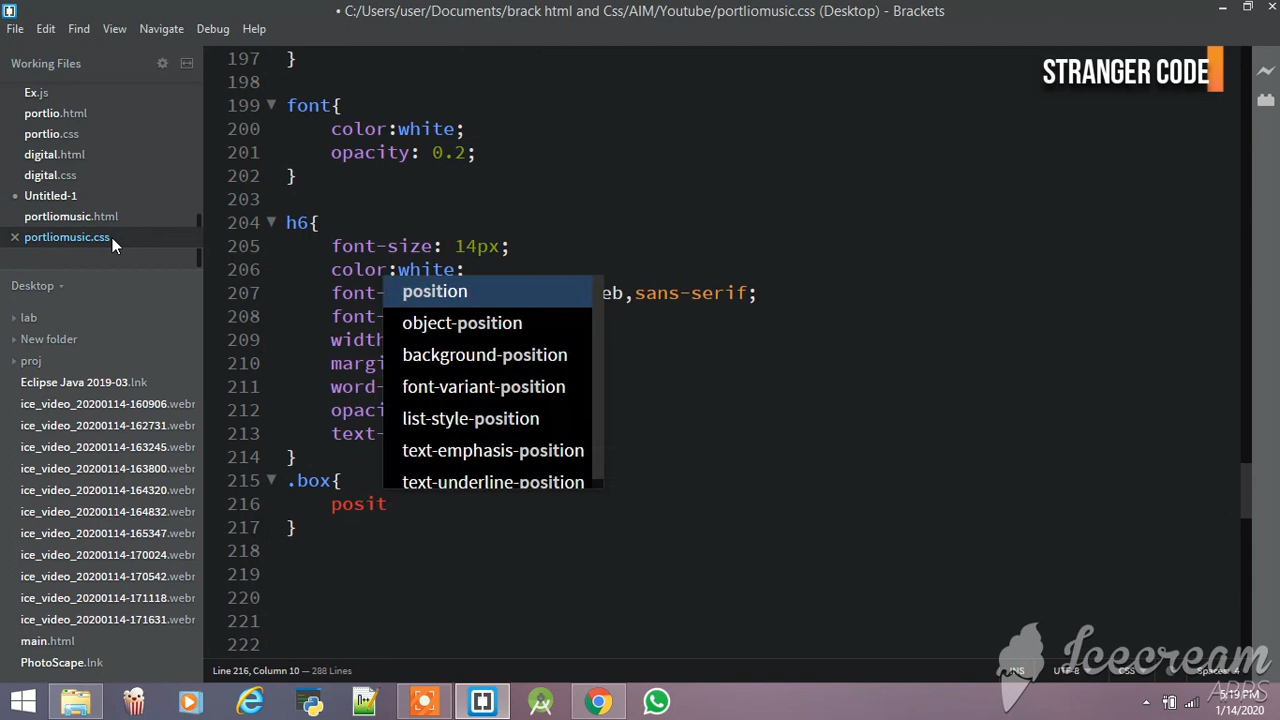 • C:/Users/user/Documents/brack html and Css/AIM/Youtube/portliomusic.css (Desktop) - Brackets
File Edit Find View Navigate Debug Help
Working Files
Ex.js
portlio.html
portlio.css
digital.html
digital.css
Untitled-1
portliomusic.html
portliomusic.css
Desktop
lab
New folder
proj
Eclipse Java 2019-03.lnk
ice_video_20200114-160906.webm
ice_video_20200114-162731.webm
ice_video_20200114-163245.webm
ice_video_20200114-163800.webm
ice_video_20200114-164320.webm
ice_video_20200114-164832.webm
ice_video_20200114-165347.webm
ice_video_20200114-170024.webm
ice_video_20200114-170542.webm
ice_video_20200114-171118.webm
ice_video_20200114-171631.webm
main.html
PhotoScape.lnk
STRANGER CODE
197 }
198
199 font{
200 color:white;
201 opacity: 0.2;
202 }
203
204 h6{
205 font-size: 14px;
206 color:white;
207 font- eb,sans-serif;
208 font-
209 width
210 margi
211 word-
212 opaci
213 text-
214 }
215 .box{
216 posit
217 }
218
219
220
221
222
position
object-position
background-position
font-variant-position
list-style-position
text-emphasis-position
text-underline-position
Line 216, Column 10 — 288 Lines
INS UTF-8 CSS Spaces: 4
Icecream
APPS
5:19 PM
1/14/2020